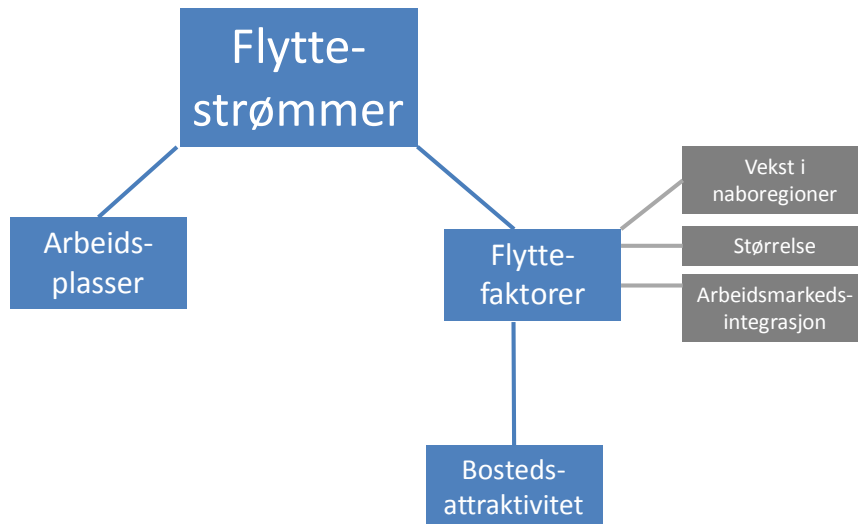 Flytte-
strømmer
Arbeids-
plasser
Flytte-
faktorer
Vekst i
naboregioner
Størrelse
Arbeidsmarkeds-
integrasjon
Bosteds-
attraktivitet